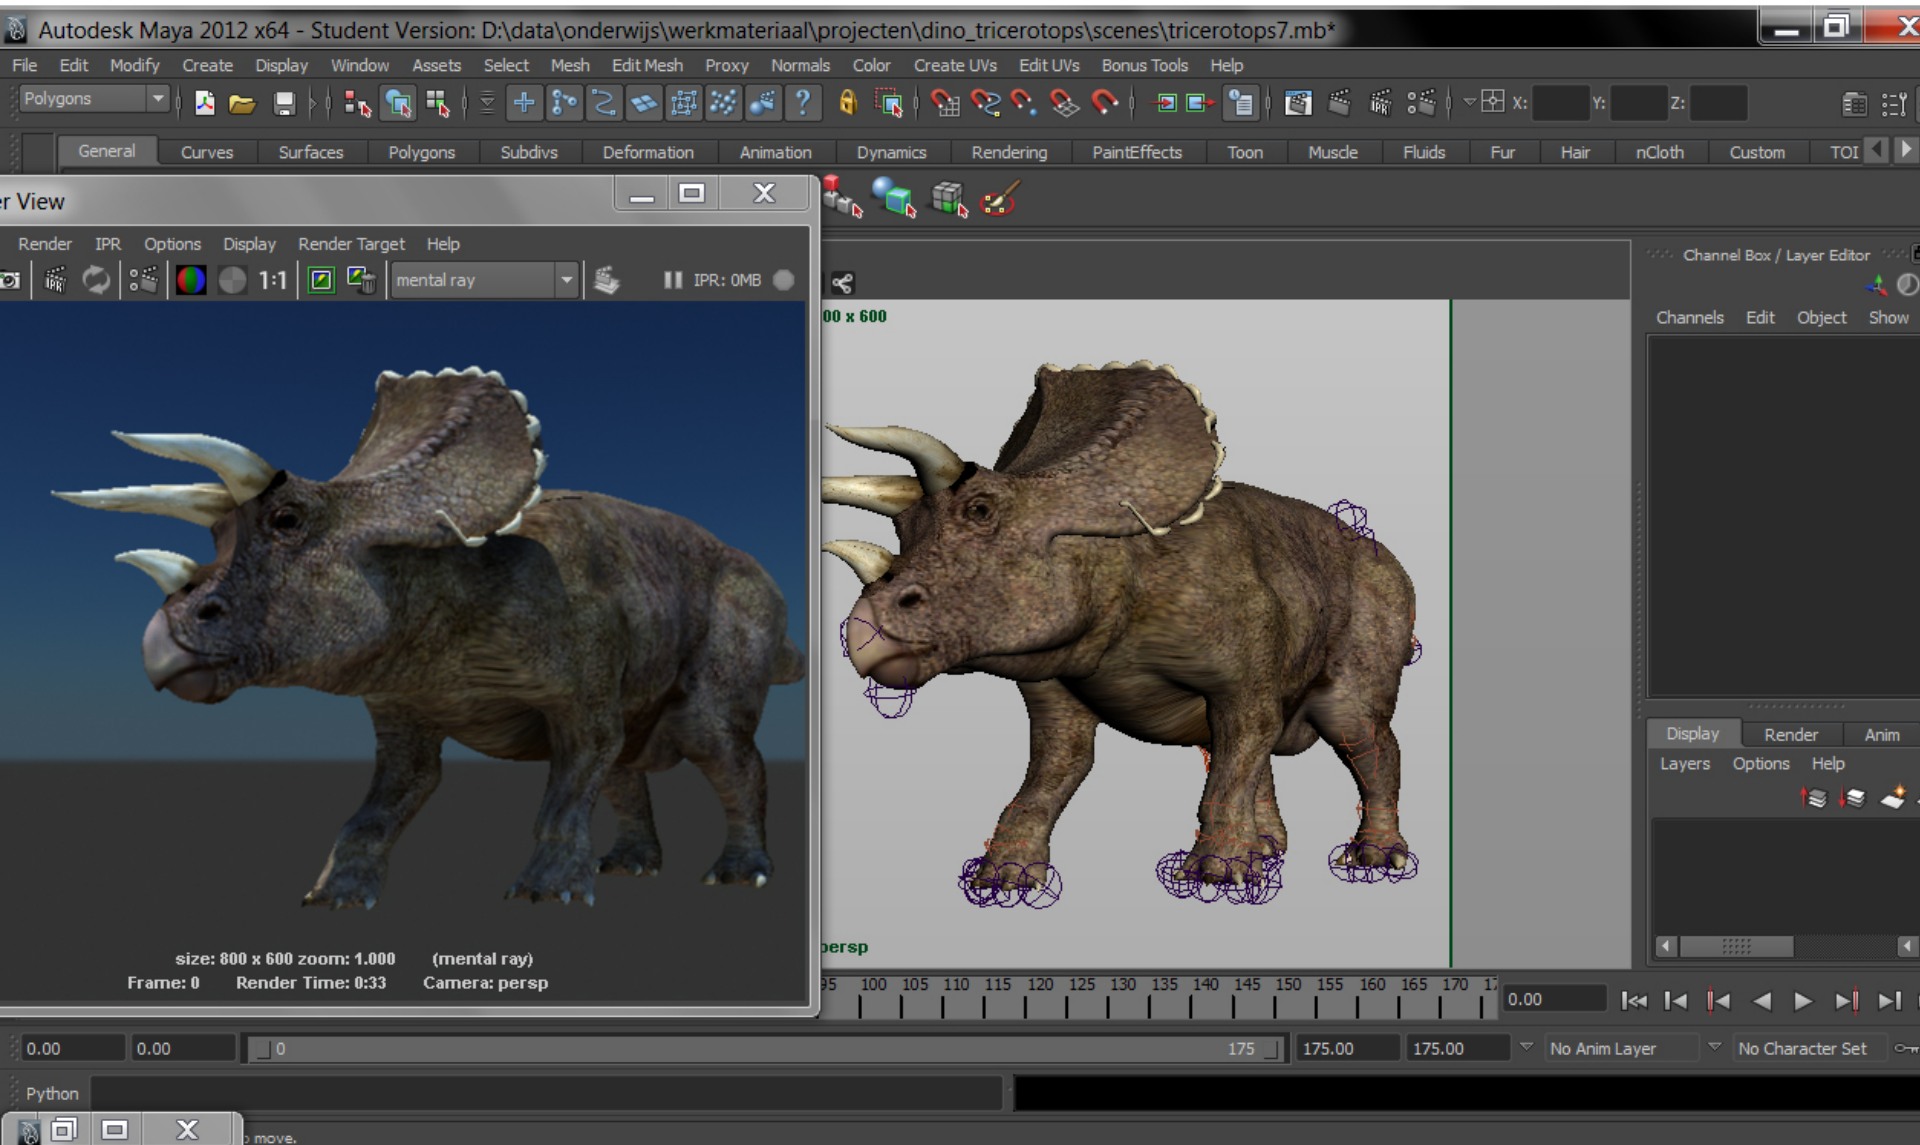 Autodesk Maya 2012 x64 - Student Version: D:\data\onderwijs\werkmateriaal\projecten\dino_tricerotops\scenes\tricerotops7.mb*
File Edit Modify Create Display Window Assets Select Mesh Edit Mesh Proxy Normals Color Create UVs Edit UVs Bonus Tools Help
Polygons X: Y: Z:
General Curves Surfaces Polygons Subdivs Deformation Animation Dynamics Rendering PaintEffects Toon Muscle Fluids Fur Hair nCloth Custom TOI
er View
Render IPR Options Display Render Target Help
IPR 1:1 mental ray IPR: 0MB
Channel Box / Layer Editor
Channels Edit Object Show
00 x 600
Display Render Anim
Layers Options Help
persp
size: 800 x 600 zoom: 1.000 (mental ray)
Frame: 0 Render Time: 0:33 Camera: persp
95 100 105 110 115 120 125 130 135 140 145 150 155 160 165 170 17
0.00
0.00 0.00 0 175 175.00 175.00 No Anim Layer No Character Set
Python
o move.